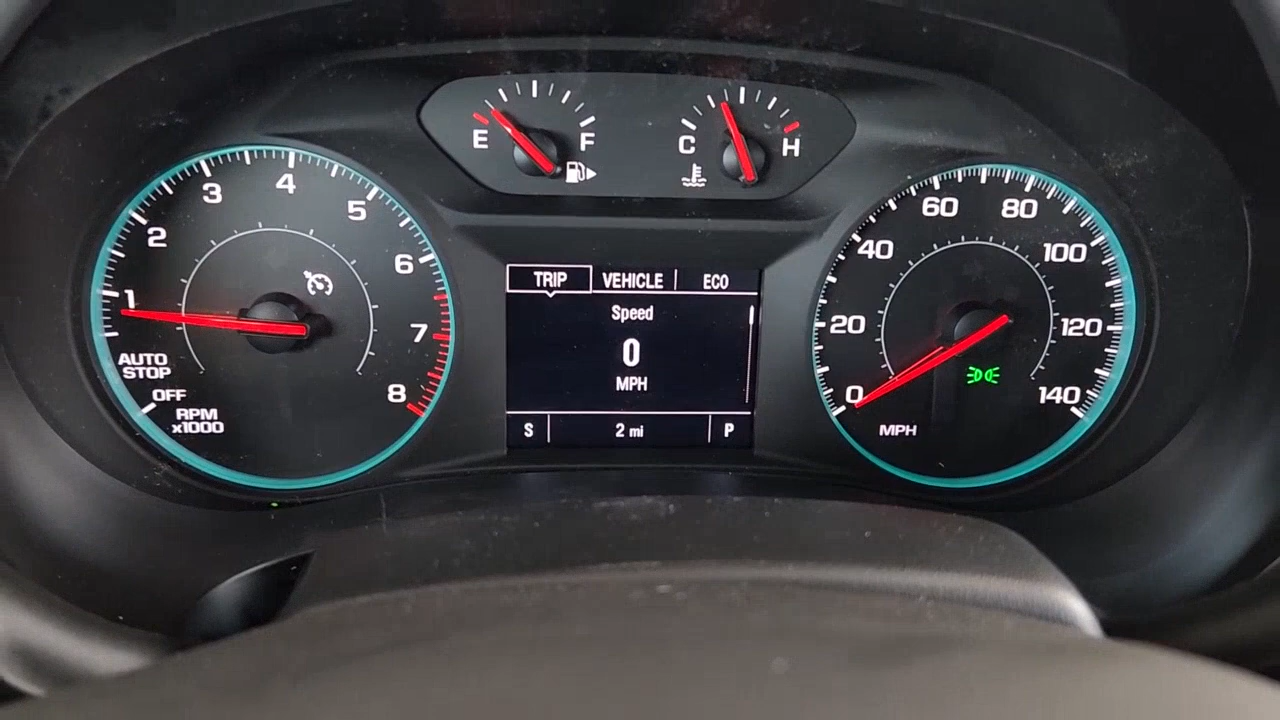 E F
C H
1 2 3 4 5 6 7 8
AUTO
STOP
OFF
RPM
x1000
TRIP VEHICLE ECO
Speed
0
MPH
S 2 mi P
0 20 40 60 80 100 120 140
MPH